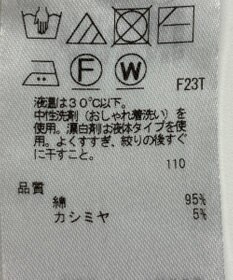 F
W
F23T
液温は30℃以下。
中性洗剤（おしゃれ着洗い）を
使用。漂白剤は液体タイプを使
用。よくすすぎ、絞りの後すぐ
に干すこと。
110
品質
綿 95%
カシミヤ 5%